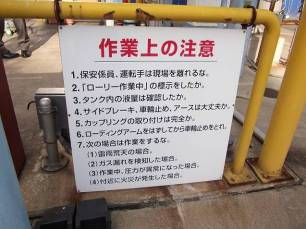 作業上の注意
1.保安係員、運転手は現場を離れるな。
2.「ローリー作業中」の標示をしたか。
3.タンク内の液量は確認したか。
4.サイドブレーキ、車輪止め、アースは大丈夫か。
5.カップリングの取り付けは完全か。
6.ローディングアームをはずしてから車輪止めをとれ。
7.次の場合は作業をするな。
(1)雷雨荒天の場合。
(2)ガス漏れを検知した場合。
(3)作業中、圧力が異常になった場合。
(4)付近に火災が発生した場合。